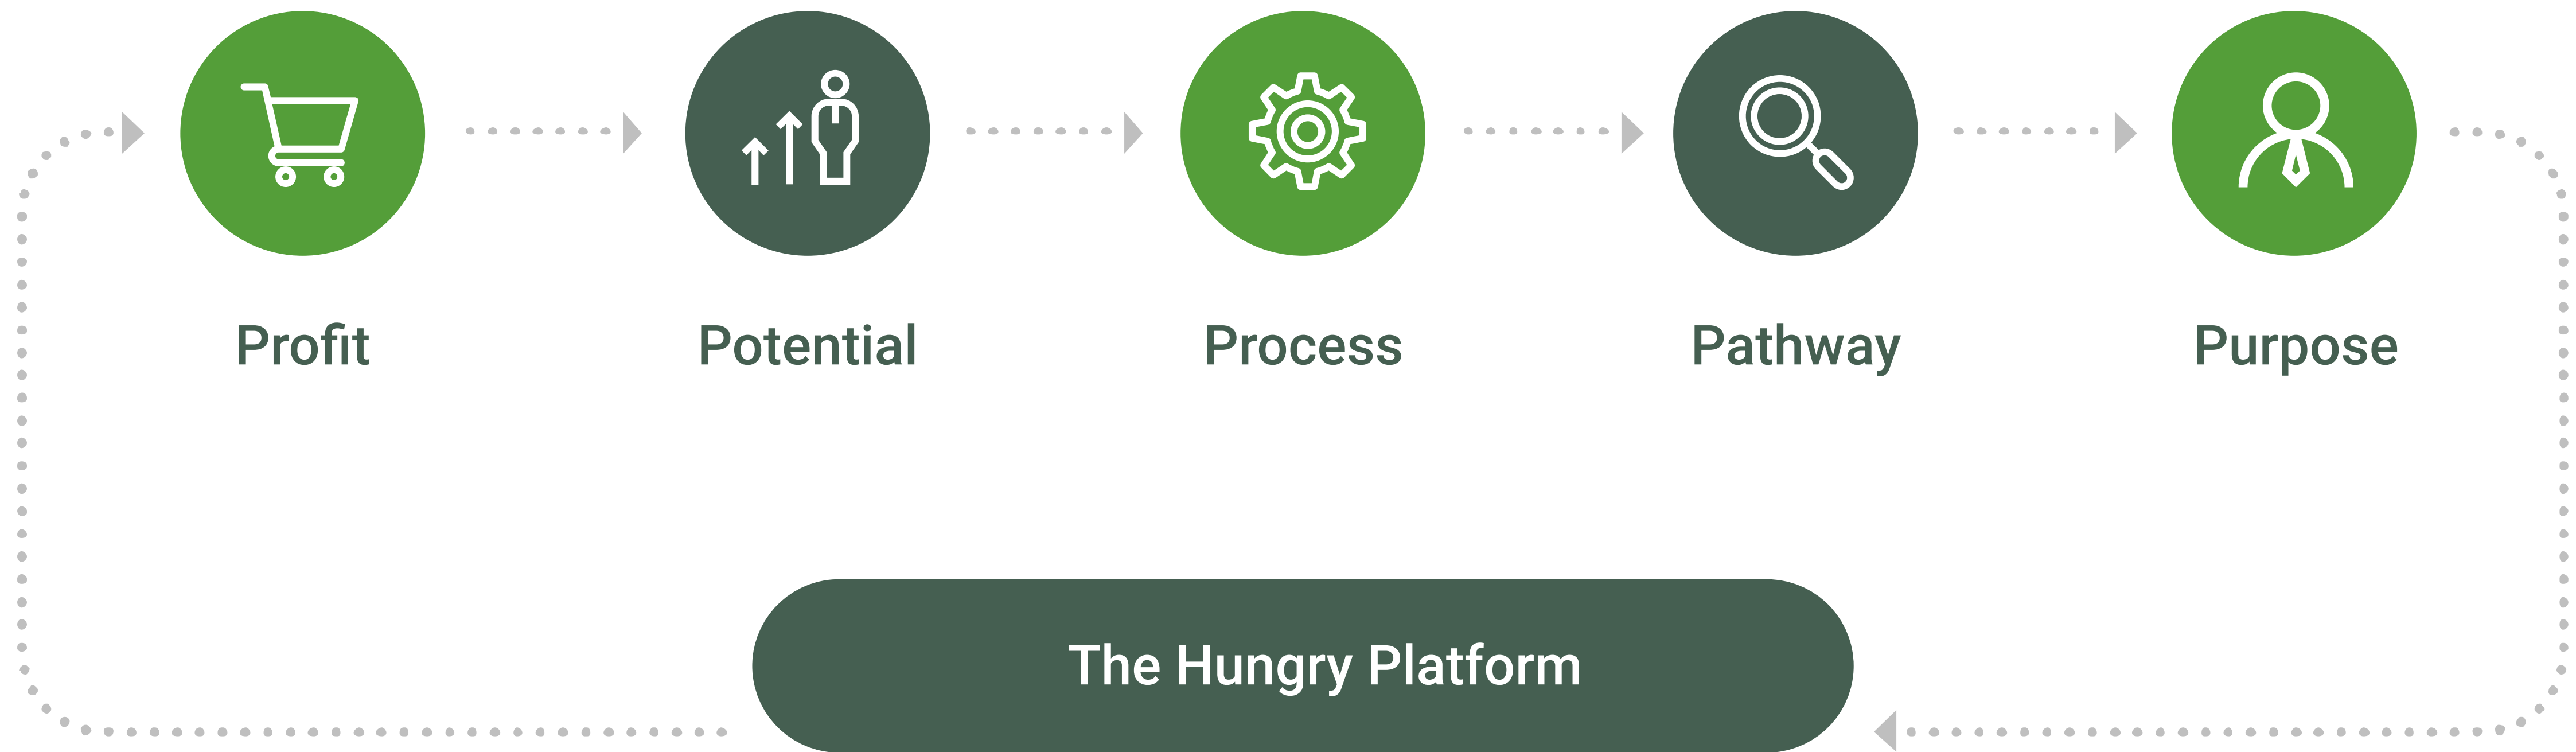 Profit
Potential
Process
Pathway
Purpose
The Hungry Platform